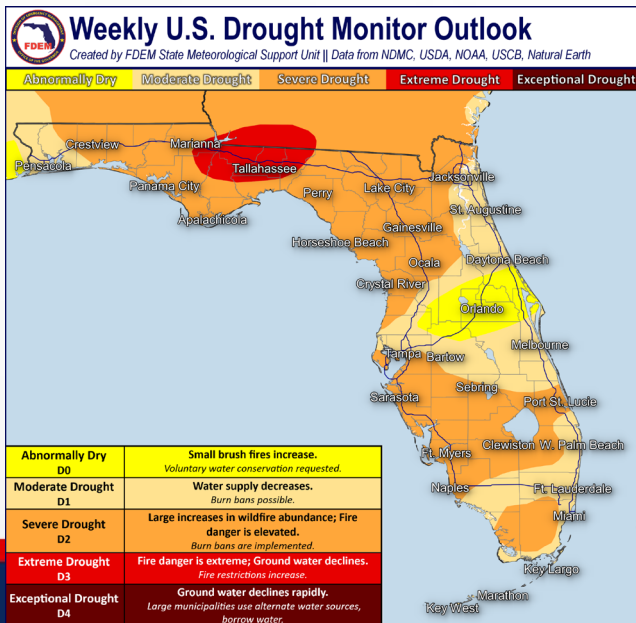 Weekly U.S. Drought Monitor Outlook
FDEM
Created by FDEM State Meteorological Support Unit || Data from NDMC, USDA, NOAA, USCB, Natural Earth
Abnormally Dry Moderate Drought Severe Drought Extreme Drought Exceptional Drought
Crestview
Marianna
Pensacola
Tallahassee
Jacksonville
Panama City
Perry
Lake City
Apalachicola
St. Augustine
Gainesville
Horseshoe Beach
Ocala
Daytona Beach
Crystal River
Orlando
Melbourne
Tampa
Bartow
Sebring
Sarasota
Port St. Lucie
Clewiston
W. Palm Beach
Ft. Myers
Naples
Ft. Lauderdale
Miami
Key Largo
Marathon
Key West
Abnormally Dry
D0
Small brush fires increase.
Voluntary water conservation requested.
Moderate Drought
D1
Water supply decreases.
Burn bans possible.
Severe Drought
D2
Large increases in wildfire abundance; Fire
danger is elevated.
Burn bans are implemented.
Extreme Drought
D3
Fire danger is extreme; Ground water declines.
Fire restrictions increase.
Exceptional Drought
D4
Ground water declines rapidly.
Large municipalities use alternate water sources,
borrow water.